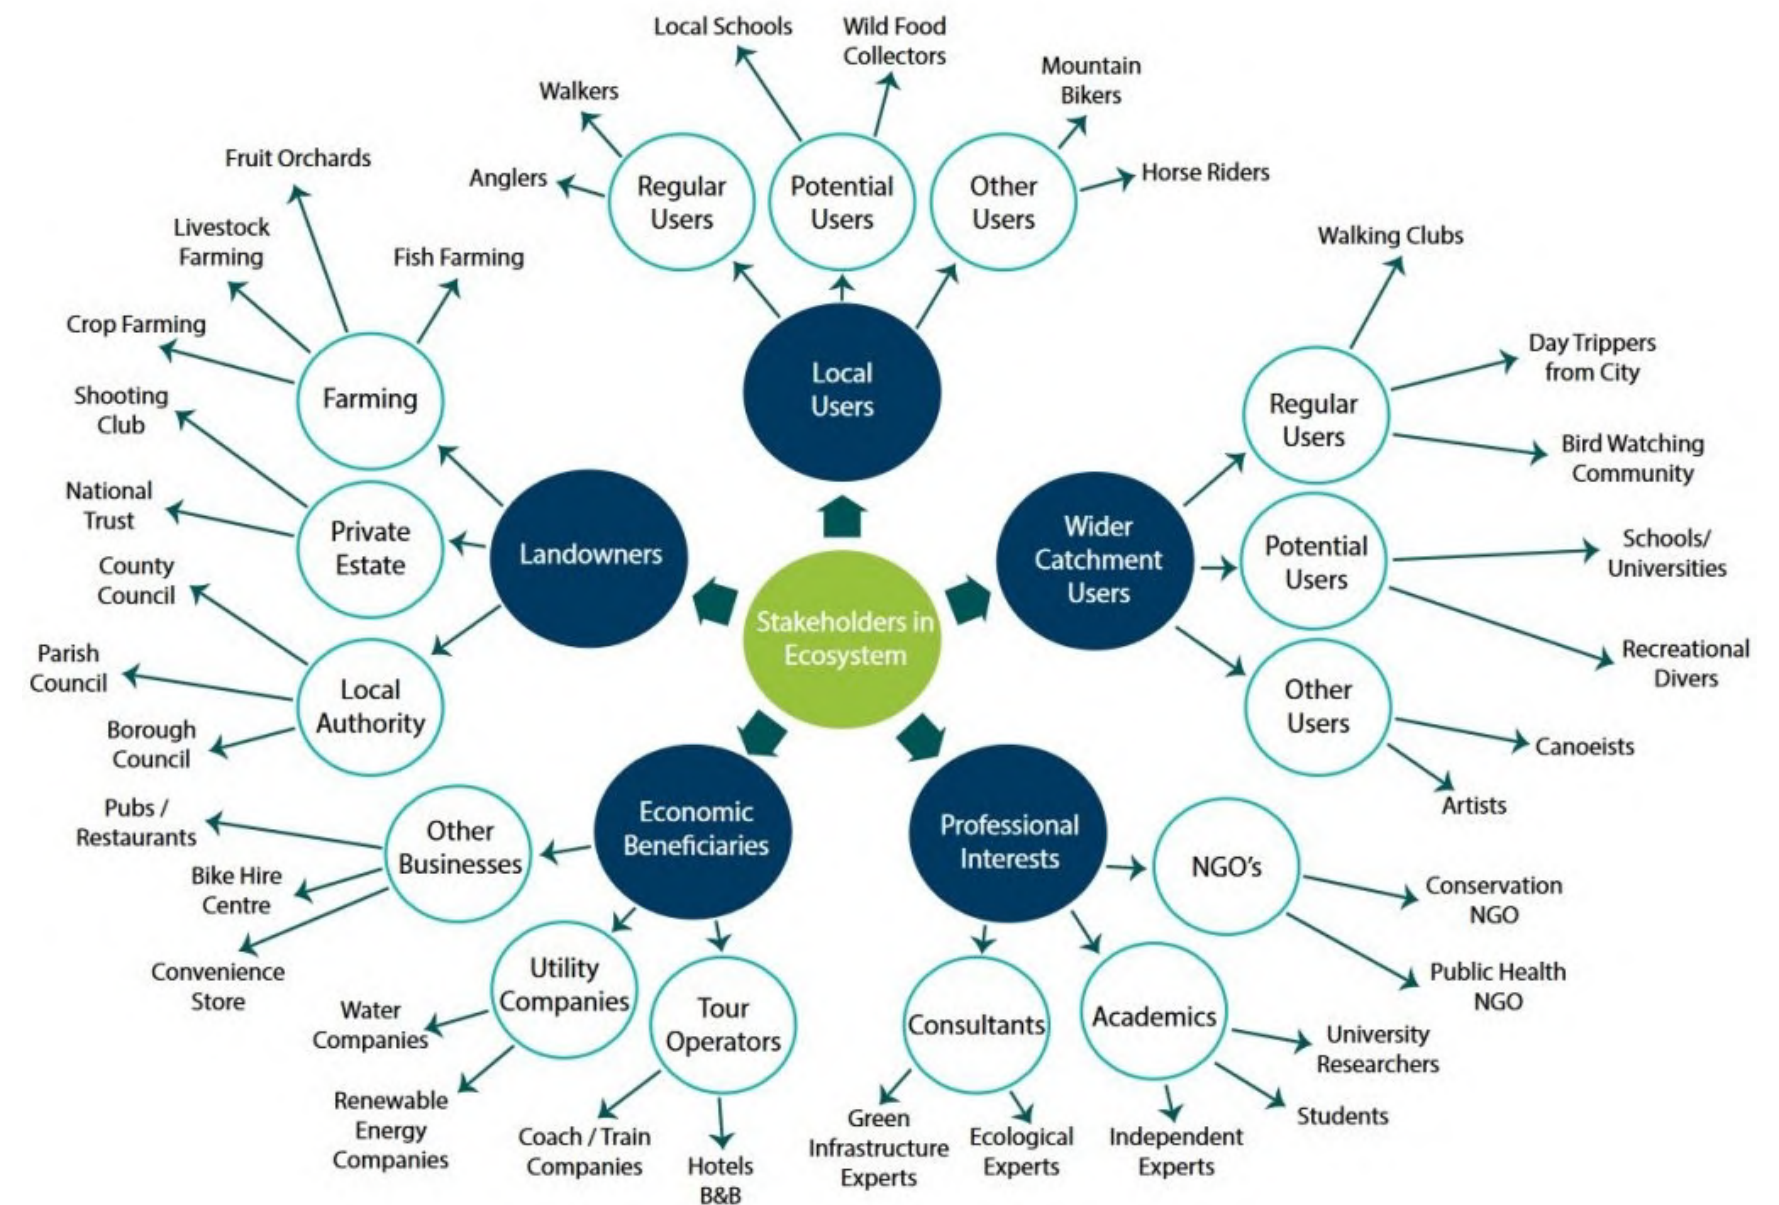 Local Schools
Wild Food
Collectors
Mountain
Bikers
Walkers
Anglers
Horse Riders
Regular
Users
Potential
Users
Other
Users
Local
Users
Fruit Orchards
Livestock
Farming
Fish Farming
Crop Farming
Shooting
Club
National
Trust
County
Council
Parish
Council
Borough
Council
Farming
Private
Estate
Local
Authority
Landowners
Stakeholders in
Ecosystem
Wider
Catchment
Users
Regular
Users
Potential
Users
Other
Users
Walking Clubs
Day Trippers
from City
Bird Watching
Community
Schools/
Universities
Recreational
Divers
Canoeists
Artists
Economic
Beneficiaries
Other
Businesses
Pubs /
Restaurants
Bike Hire
Centre
Convenience
Store
Utility
Companies
Water
Companies
Renewable
Energy
Companies
Tour
Operators
Coach / Train
Companies
Hotels
B&B
Professional
Interests
NGO's
Conservation
NGO
Public Health
NGO
Consultants
Green
Infrastructure
Experts
Ecological
Experts
Academics
University
Researchers
Students
Independent
Experts